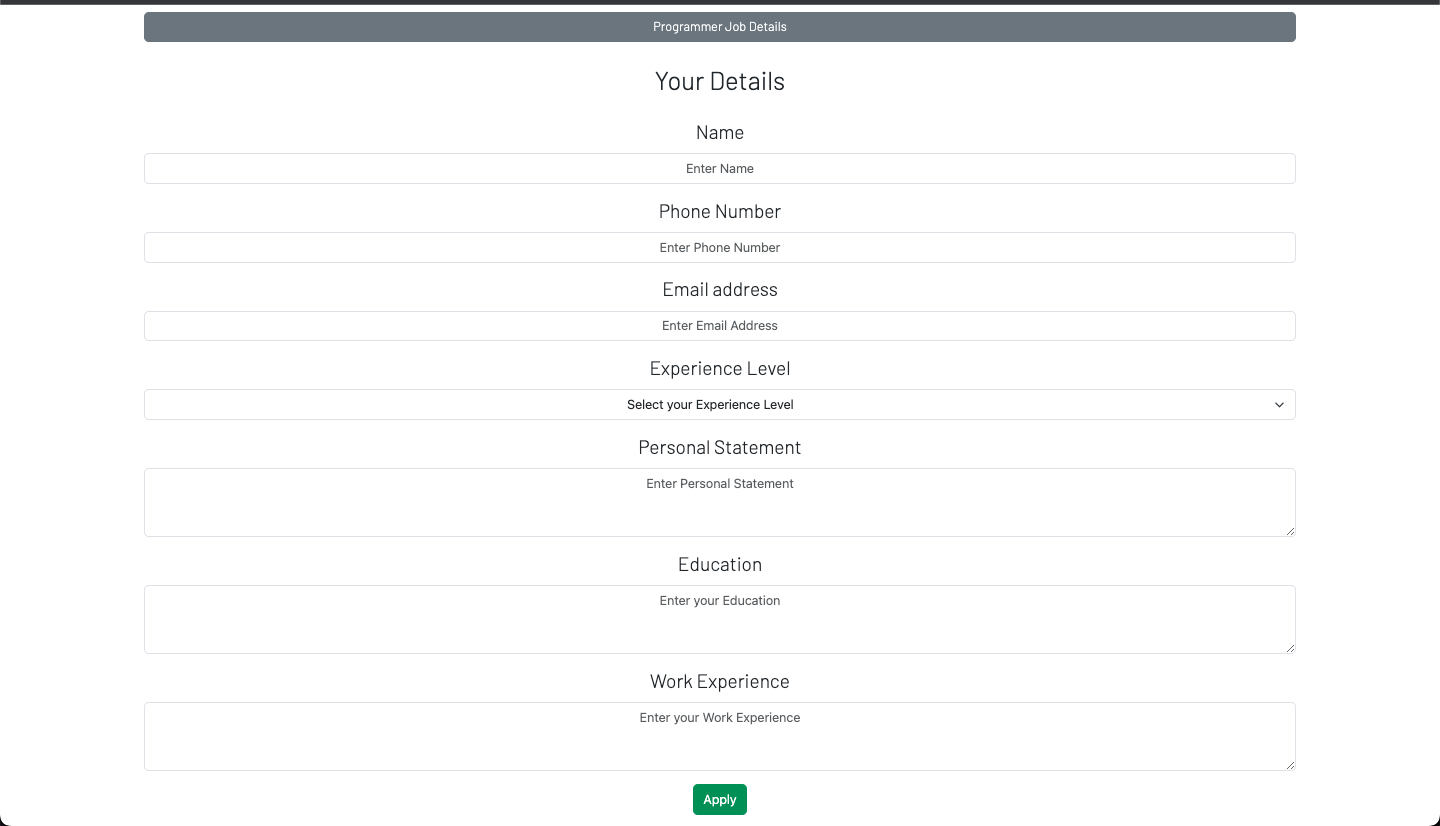 Programmer Job Details
Your Details
Name
Enter Name
Phone Number
Enter Phone Number
Email address
Enter Email Address
Experience Level
Select your Experience Level
Personal Statement
Enter Personal Statement
Education
Enter your Education
Work Experience
Enter your Work Experience
Apply